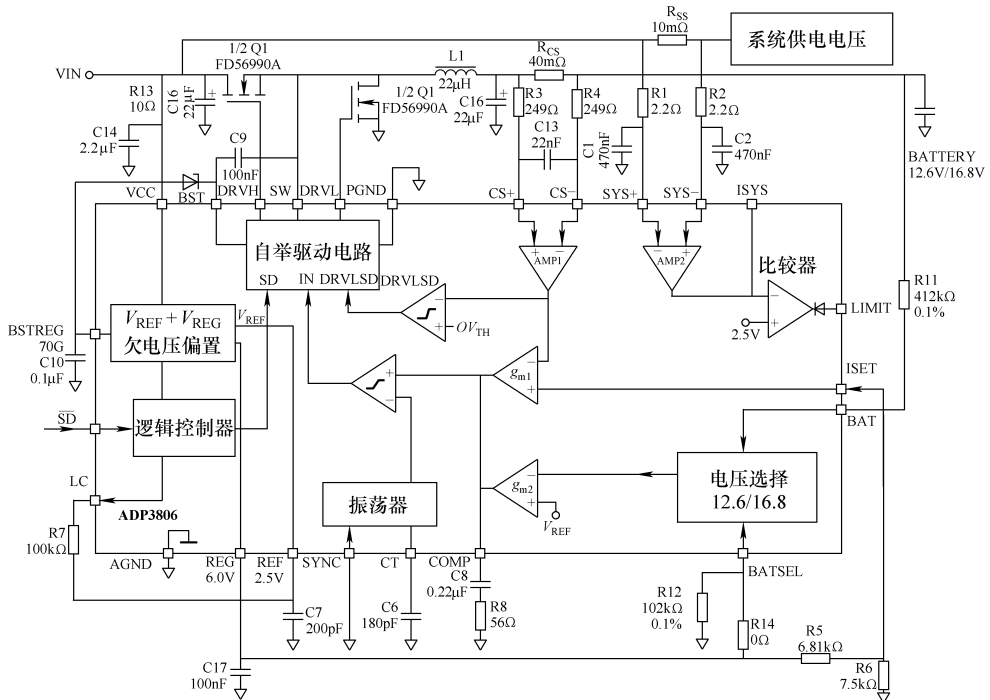 R_SS
10mΩ
系统供电电压
1/2 Q1
FD56990A
VIN
R13
10Ω
C16
22μF
+
1/2 Q1
FD56990A
L1
22μH
R_CS
40mΩ
C16
22μF
+
R3
249Ω
R4
249Ω
R1
2.2Ω
R2
2.2Ω
C14
2.2μF
C9
100nF
C13
22nF
C1
470nF
C2
470nF
BATTERY
12.6V/16.8V
VCC
BST
DRVH
SW
DRVL
PGND
CS+
CS−
SYS+
SYS−
ISYS
自举驱动电路
SD
IN
DRVLSD
DRVLSD
+
−
AMP1
−
+
AMP2
比较器
−
+
2.5V
LIMIT
R11
412kΩ
0.1%
BSTREG
70G
C10
0.1μF
V_REF+V_REG
欠电压偏置
V_REF
−
+
OV_TH
+
−
g_m1
−
+
ISET
BAT
SD
逻辑控制器
LC
ADP3806
振荡器
g_m2
−
+
V_REF
电压选择
12.6/16.8
R7
100kΩ
AGND
REG
6.0V
REF
2.5V
SYNC
CT
COMP
BATSEL
C8
0.22μF
R8
56Ω
C7
200pF
C6
180pF
R12
102kΩ
0.1%
R14
0Ω
R5
6.81kΩ
R6
7.5kΩ
C17
100nF